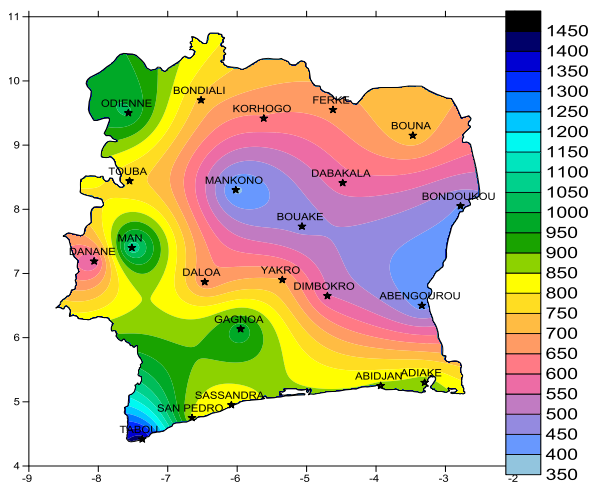 11
10
9
8
7
6
5
4
-9
-8
-7
-6
-5
-4
-3
-2
ODIENNE
BONDIALI
KORHOGO
FERKE
BOUNA
TOUBA
MANKONO
DABAKALA
BONDOUKOU
BOUAKE
MAN
DANANE
DALOA
YAKRO
DIMBOKRO
ABENGOUROU
GAGNOA
ABIDJAN
ADIAKE
SASSANDRA
SAN PEDRO
TABOU
1450
1400
1350
1300
1250
1200
1150
1100
1050
1000
950
900
850
800
750
700
650
600
550
500
450
400
350